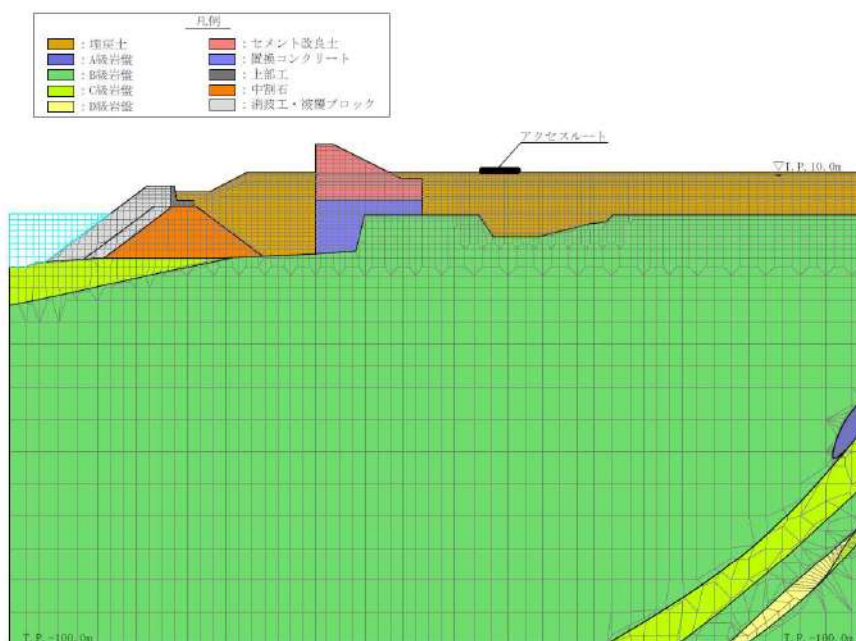 凡例
：埋戻土
：A級岩盤
：B級岩盤
：C級岩盤
：D級岩盤
：セメント改良土
：置換コンクリート
：上部工
：中割石
：消波工・被覆ブロック
アクセスルート
▽T.P. 10.0m
T.P.-100.0m
T.P.-100.0m